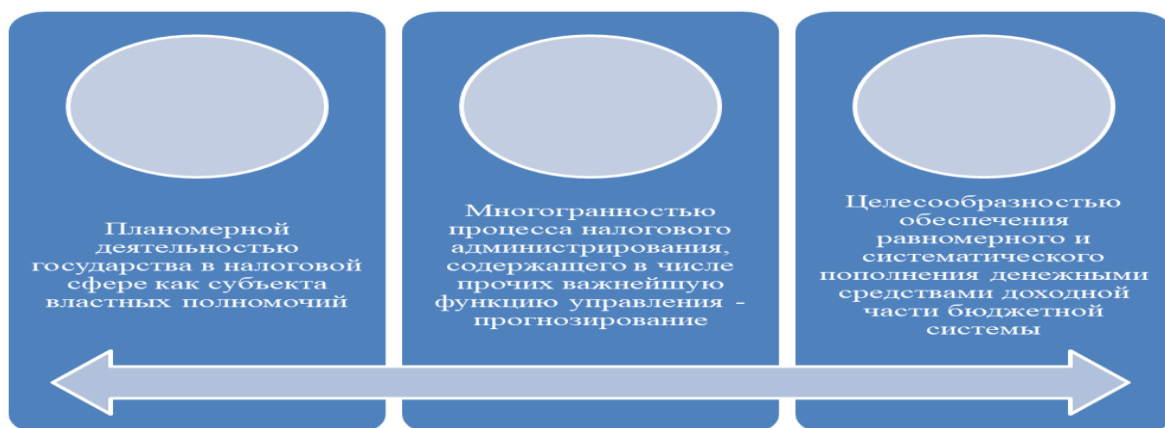 Планомерной
деятельностью
государства в налоговой
сфере как субъекта
властных полномочий
Многогранностью
процесса налогового
администрирования,
содержащего в числе
прочих важнейшую
функцию управления -
прогнозирование
Целесообразностью
обеспечения
равномерного и
систематического
пополнения денежными
средствами доходной
части бюджетной
системы